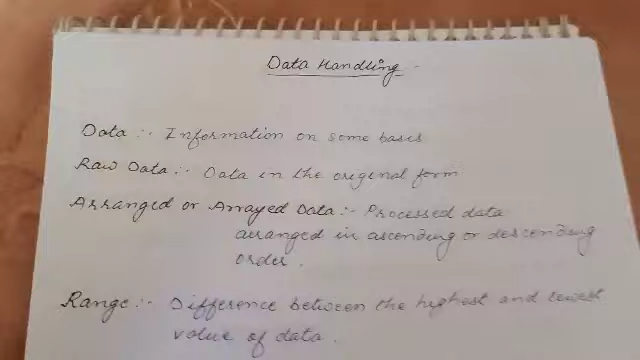 Data Handling
Data :- Information on some basis
Raw Data :- Data in the original form
Arranged or Arrayed Data :- Processed data
arranged in ascending or descending
order.
Range :- Difference between the highest and lowest
value of data.